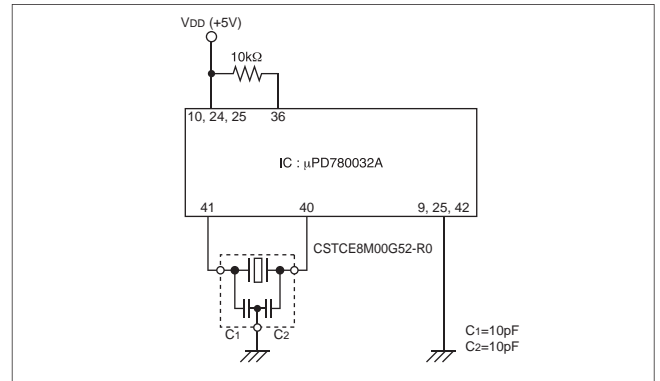 VDD (+5V)
10kΩ
10, 24, 25 36
IC : μPD780032A
41 40 9, 25, 42
CSTCE8M00G52-R0
C1 C2
C1=10pF
C2=10pF